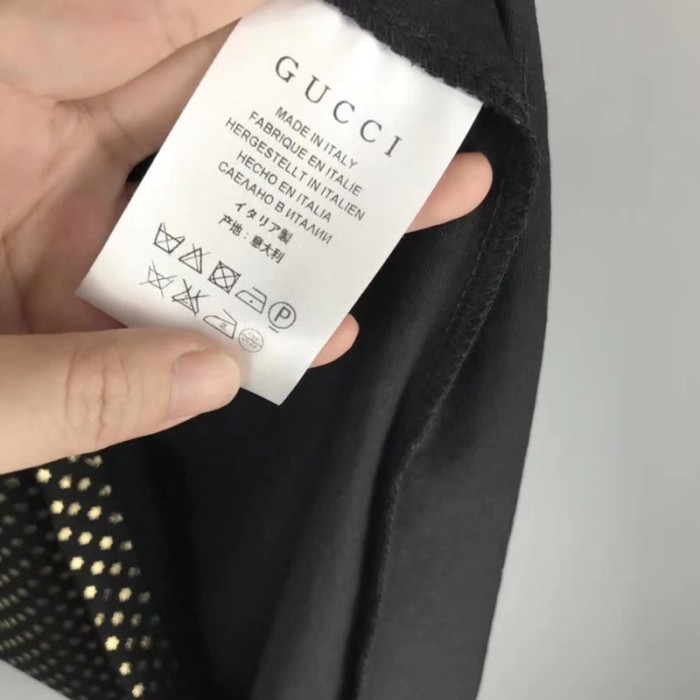 GUCCI
MADE IN ITALY
FABRIQUE EN ITALIE
HERGESTELLT IN ITALIEN
HECHO EN ITALIA
СДЕЛАНО В ИТАЛИИ
イタリア製
产地:意大利
P